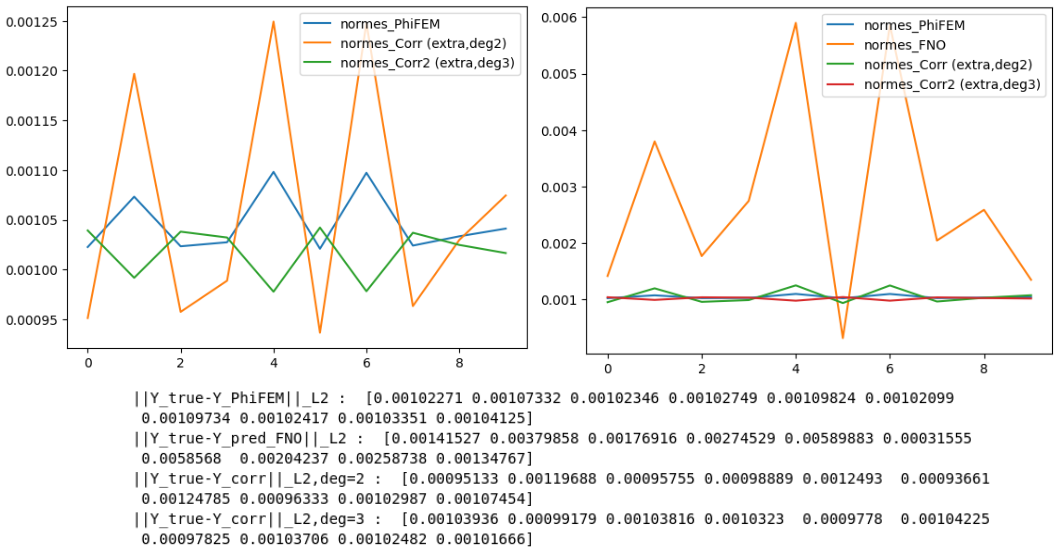 0.00125
0.00120
0.00115
0.00110
0.00105
0.00100
0.00095
0 2 4 6 8
normes_PhiFEM
normes_Corr (extra,deg2)
normes_Corr2 (extra,deg3)
0.006
0.005
0.004
0.003
0.002
0.001
0 2 4 6 8
normes_PhiFEM
normes_FNO
normes_Corr (extra,deg2)
normes_Corr2 (extra,deg3)
||Y_true-Y_PhiFEM||_L2 :  [0.00102271 0.00107332 0.00102346 0.00102749 0.00109824 0.00102099
0.00109734 0.00102417 0.00103351 0.00104125]
||Y_true-Y_pred_FNO||_L2 :  [0.00141527 0.00379858 0.00176916 0.00274529 0.00589883 0.00031555
0.0058568  0.00204237 0.00258738 0.00134767]
||Y_true-Y_corr||_L2,deg=2 :  [0.00095133 0.00119688 0.00095755 0.00098889 0.0012493  0.00093661
0.00124785 0.00096333 0.00102987 0.00107454]
||Y_true-Y_corr||_L2,deg=3 :  [0.00103936 0.00099179 0.00103816 0.0010323  0.0009778  0.00104225
0.00097825 0.00103706 0.00102482 0.00101666]